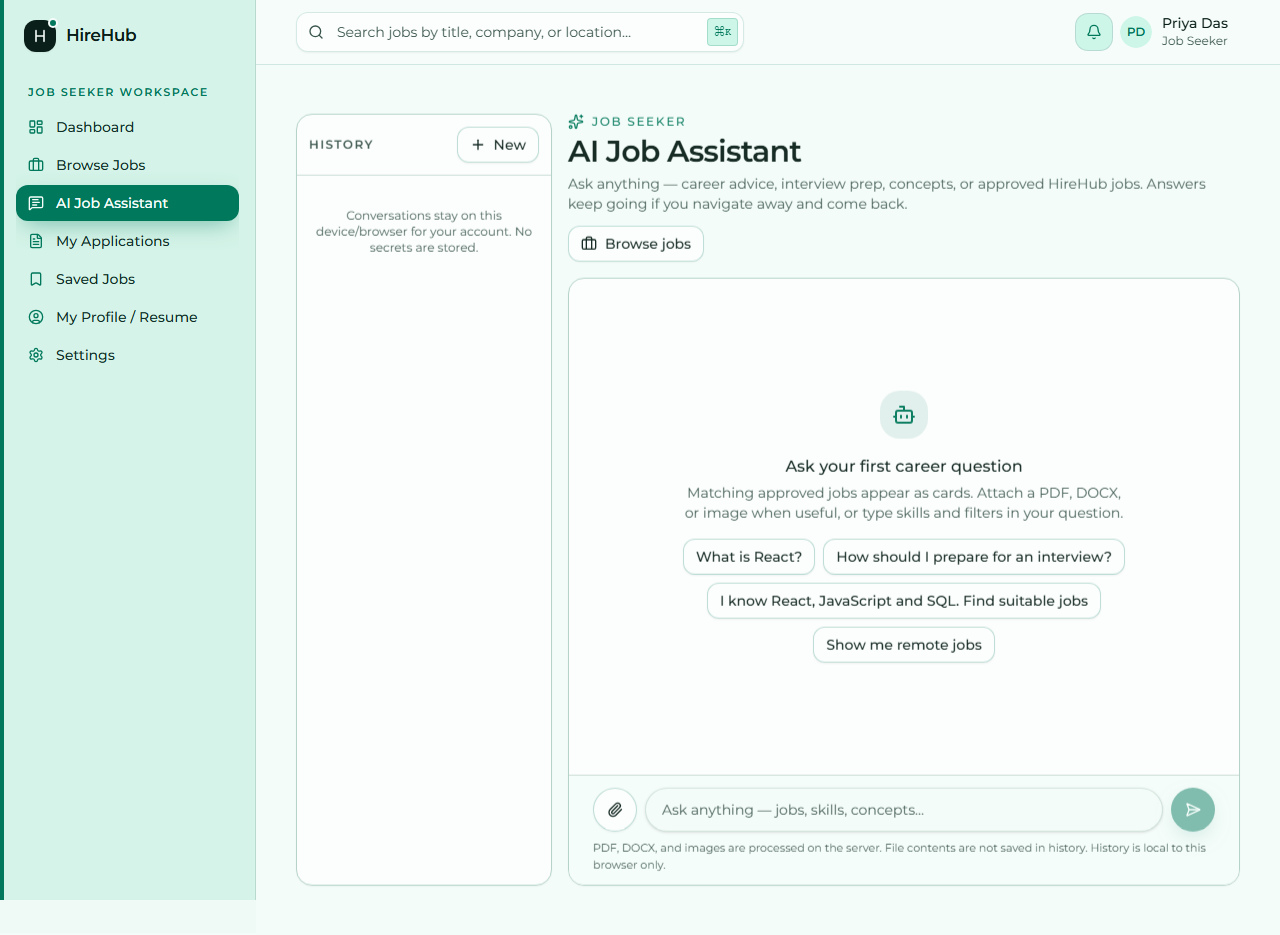 H HireHub
JOB SEEKER WORKSPACE
Dashboard
Browse Jobs
AI Job Assistant
My Applications
Saved Jobs
My Profile / Resume
Settings
Search jobs by title, company, or location...
⌘K
PD
Priya Das
Job Seeker
HISTORY
New
Conversations stay on this
device/browser for your account. No
secrets are stored.
JOB SEEKER
AI Job Assistant
Ask anything — career advice, interview prep, concepts, or approved HireHub jobs. Answers
keep going if you navigate away and come back.
Browse jobs
Ask your first career question
Matching approved jobs appear as cards. Attach a PDF, DOCX,
or image when useful, or type skills and filters in your question.
What is React?
How should I prepare for an interview?
I know React, JavaScript and SQL. Find suitable jobs
Show me remote jobs
Ask anything — jobs, skills, concepts...
PDF, DOCX, and images are processed on the server. File contents are not saved in history. History is local to this
browser only.